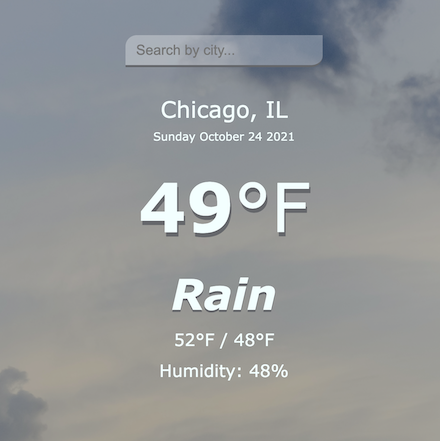 Search by city...
Chicago, IL
Sunday October 24 2021
49°F
Rain
52°F / 48°F
Humidity: 48%